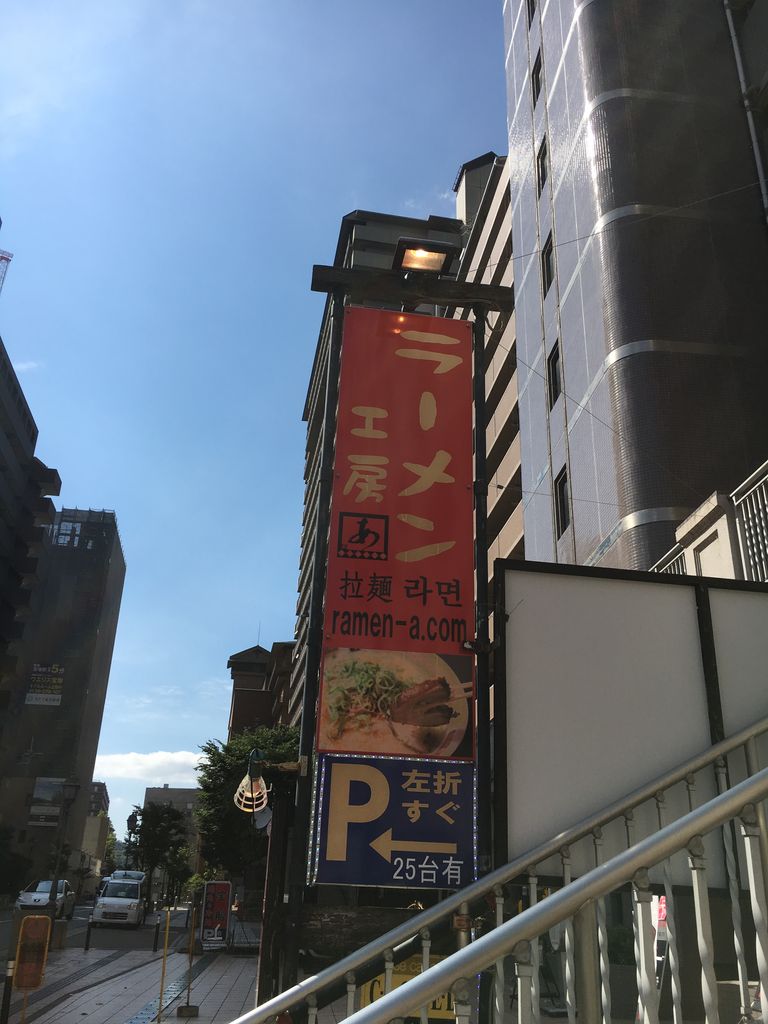 ラーメン
工房
あ
拉麺 라면
ramen-a.com
P 左折
すぐ
25台有